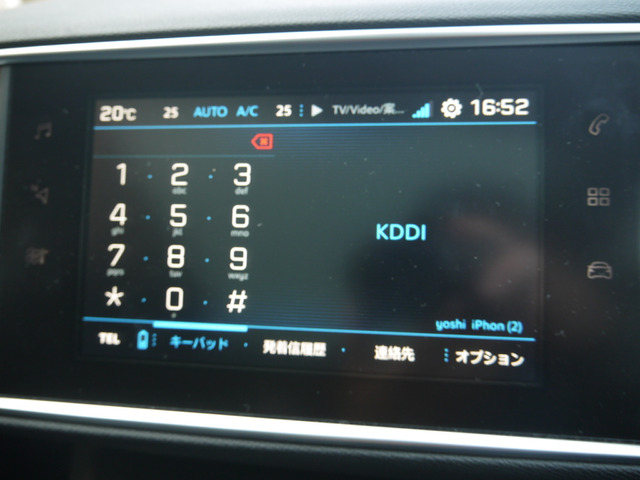 20℃ 25 AUTO A/C 25 TV/Video/案... 16:52
1 2 3
abc def
4 5 6
ghi jkl mno
7 8 9
pqrs tuv wxyz
* 0 #
+
KDDI
yoshi iPhon (2)
TEL キーパッド 発着信履歴 連絡先 オプション